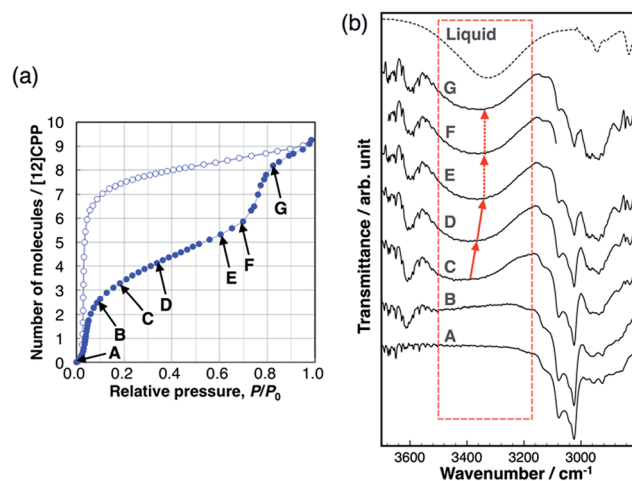 (a)
Number of molecules / [12]CPP
10
9
8
7
6
5
4
3
2
1
0
0.0 0.2 0.4 0.6 0.8 1.0
Relative pressure, P/P0
A
B
C
D
E
F
G
(b)
Transmittance / arb. unit
Liquid
G
F
E
D
C
B
A
3600 3400 3200 3000
Wavenumber / cm-1